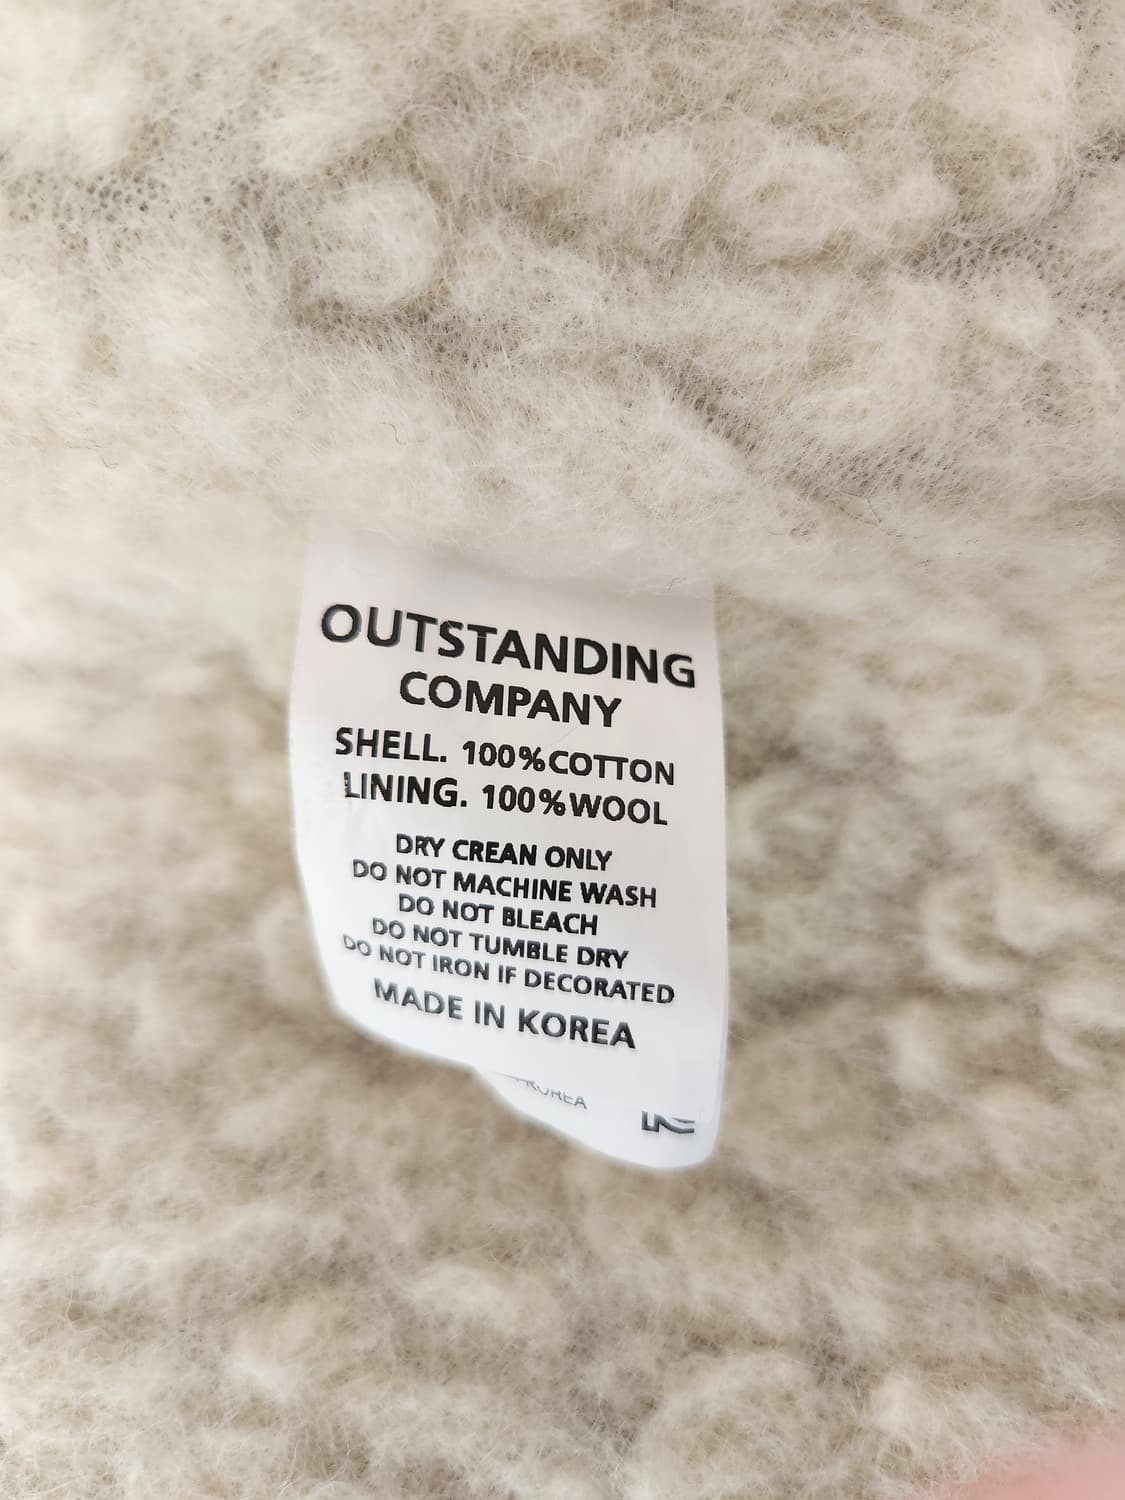 OUTSTANDING
COMPANY
SHELL. 100%COTTON
LINING. 100%WOOL
DRY CREAN ONLY
DO NOT MACHINE WASH
DO NOT BLEACH
DO NOT TUMBLE DRY
DO NOT IRON IF DECORATED
MADE IN KOREA
KOREA